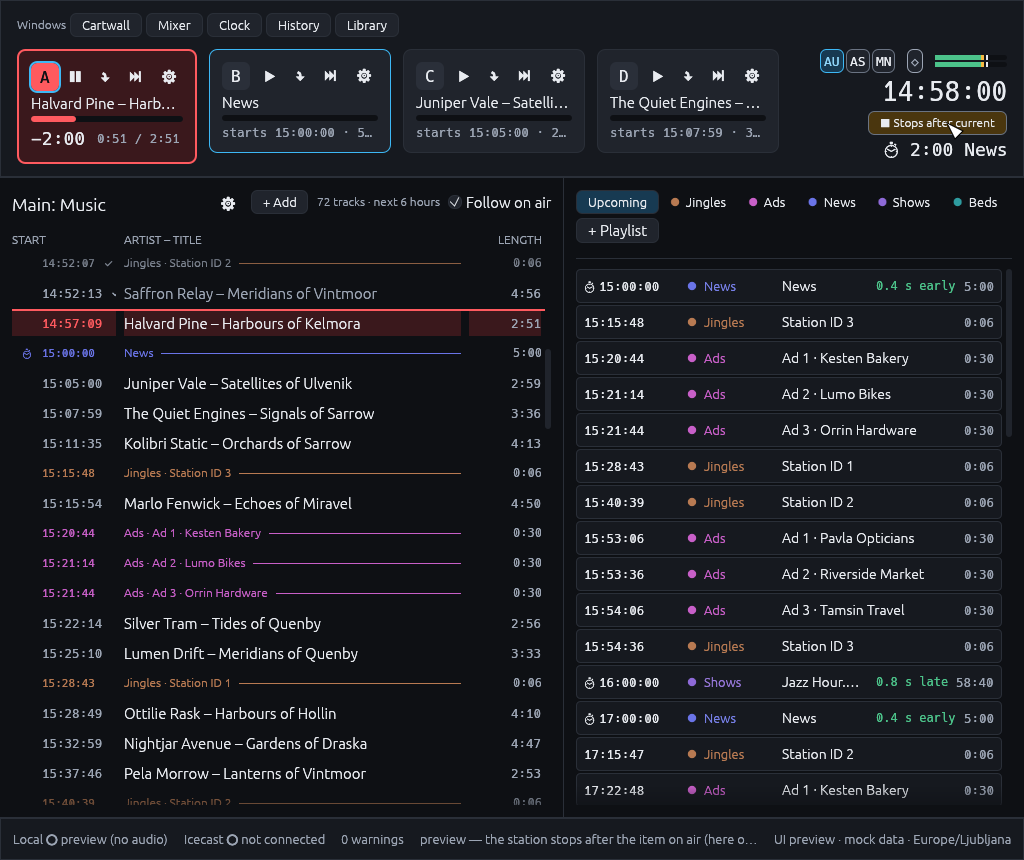 Windows Cartwall Mixer Clock History Library
A
Halvard Pine – Harb…
−2:00 0:51 / 2:51
B
News
starts 15:00:00 · 5…
C
Juniper Vale – Satelli…
starts 15:05:00 · 2…
D
The Quiet Engines – …
starts 15:07:59 · 3…
AU AS MN
14:58:00
Stops after current
2:00 News
Main: Music + Add 72 tracks · next 6 hours Follow on air
START ARTIST – TITLE LENGTH
14:52:07 Jingles · Station ID 2 0:06
14:52:13 Saffron Relay – Meridians of Vintmoor 4:56
14:57:09 Halvard Pine – Harbours of Kelmora 2:51
15:00:00 News 5:00
15:05:00 Juniper Vale – Satellites of Ulvenik 2:59
15:07:59 The Quiet Engines – Signals of Sarrow 3:36
15:11:35 Kolibri Static – Orchards of Sarrow 4:13
15:15:48 Jingles · Station ID 3 0:06
15:15:54 Marlo Fenwick – Echoes of Miravel 4:50
15:20:44 Ads · Ad 1 · Kesten Bakery 0:30
15:21:14 Ads · Ad 2 · Lumo Bikes 0:30
15:21:44 Ads · Ad 3 · Orrin Hardware 0:30
15:22:14 Silver Tram – Tides of Quenby 2:56
15:25:10 Lumen Drift – Meridians of Quenby 3:33
15:28:43 Jingles · Station ID 1 0:06
15:28:49 Ottilie Rask – Harbours of Hollin 4:10
15:32:59 Nightjar Avenue – Gardens of Draska 4:47
15:37:46 Pela Morrow – Lanterns of Vintmoor 2:53
15:40:39 Jingles · Station ID 2 0:06
Upcoming Jingles Ads News Shows Beds
+ Playlist
15:00:00 News News 0.4 s early 5:00
15:15:48 Jingles Station ID 3 0:06
15:20:44 Ads Ad 1 · Kesten Bakery 0:30
15:21:14 Ads Ad 2 · Lumo Bikes 0:30
15:21:44 Ads Ad 3 · Orrin Hardware 0:30
15:28:43 Jingles Station ID 1 0:06
15:40:39 Jingles Station ID 2 0:06
15:53:06 Ads Ad 1 · Pavla Opticians 0:30
15:53:36 Ads Ad 2 · Riverside Market 0:30
15:54:06 Ads Ad 3 · Tamsin Travel 0:30
15:54:36 Jingles Station ID 3 0:06
16:00:00 Shows Jazz Hour.… 0.8 s late 58:40
17:00:00 News News 0.4 s early 5:00
17:15:47 Jingles Station ID 2 0:06
17:22:48 Ads Ad 1 · Kesten Bakery 0:30
Local preview (no audio) Icecast not connected 0 warnings preview — the station stops after the item on air (here o… UI preview · mock data · Europe/Ljubljana